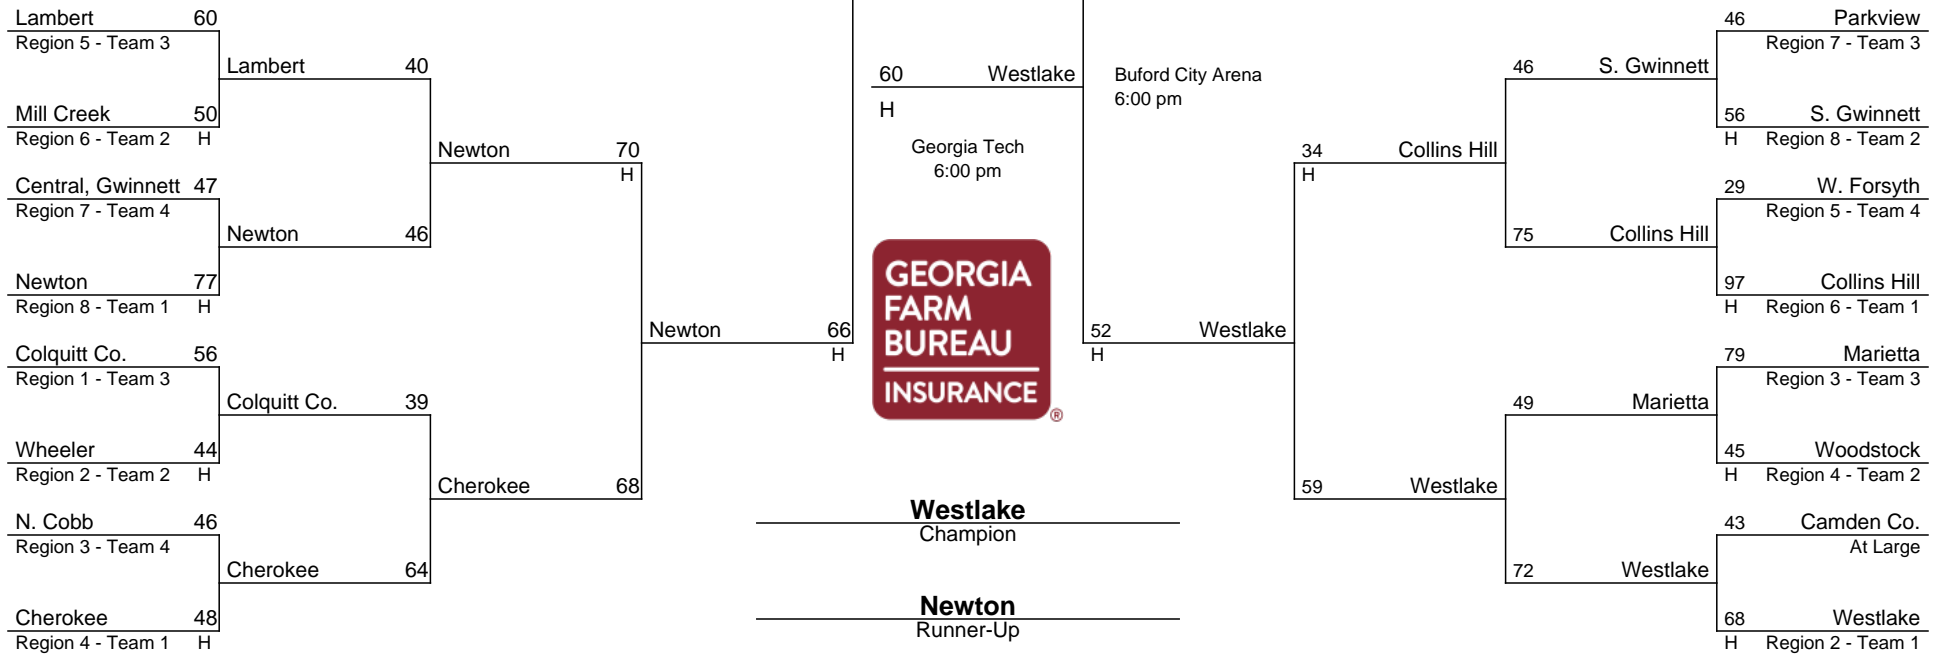 Lambert 60
Region 5 - Team 3
Lambert 40
Mill Creek 50
Region 6 - Team 2 H
Newton 70
H
Central, Gwinnett 47
Region 7 - Team 4
Newton 46
Newton 77
Region 8 - Team 1 H
Newton 66
H
Colquitt Co. 56
Region 1 - Team 3
Colquitt Co. 39
Wheeler 44
Region 2 - Team 2 H
Cherokee 68
N. Cobb 46
Region 3 - Team 4
Cherokee 64
Cherokee 48
Region 4 - Team 1 H
60 Westlake
H
Georgia Tech
6:00 pm
Buford City Arena
6:00 pm
GEORGIA
FARM
BUREAU
INSURANCE
®
Westlake
Champion
Newton
Runner-Up
46 Parkview
Region 7 - Team 3
46 S. Gwinnett
56 S. Gwinnett
H Region 8 - Team 2
34 Collins Hill
H
29 W. Forsyth
Region 5 - Team 4
75 Collins Hill
97 Collins Hill
H Region 6 - Team 1
52 Westlake
H
79 Marietta
Region 3 - Team 3
49 Marietta
45 Woodstock
H Region 4 - Team 2
59 Westlake
43 Camden Co.
At Large
72 Westlake
68 Westlake
H Region 2 - Team 1